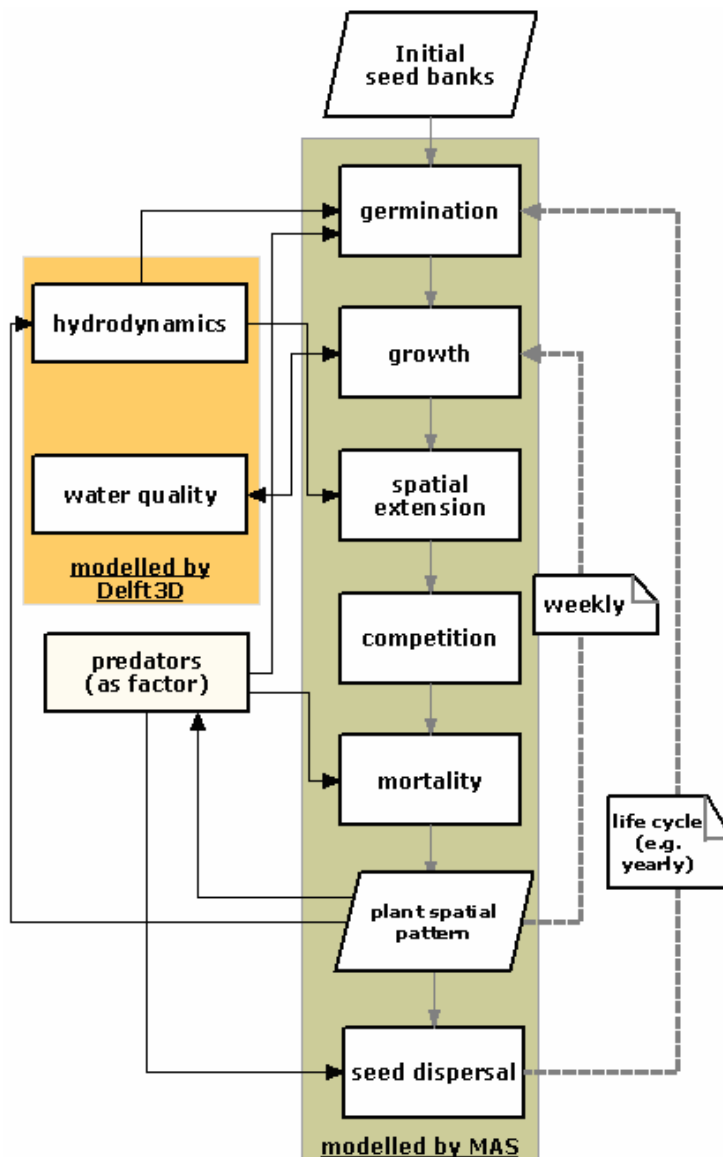 Initial
seed banks
germination
hydrodynamics
growth
water quality
spatial
extension
modelled by
Delft3D
weekly
predators
(as factor)
competition
mortality
life cycle
(e.g.
yearly)
plant spatial
pattern
seed dispersal
modelled by MAS